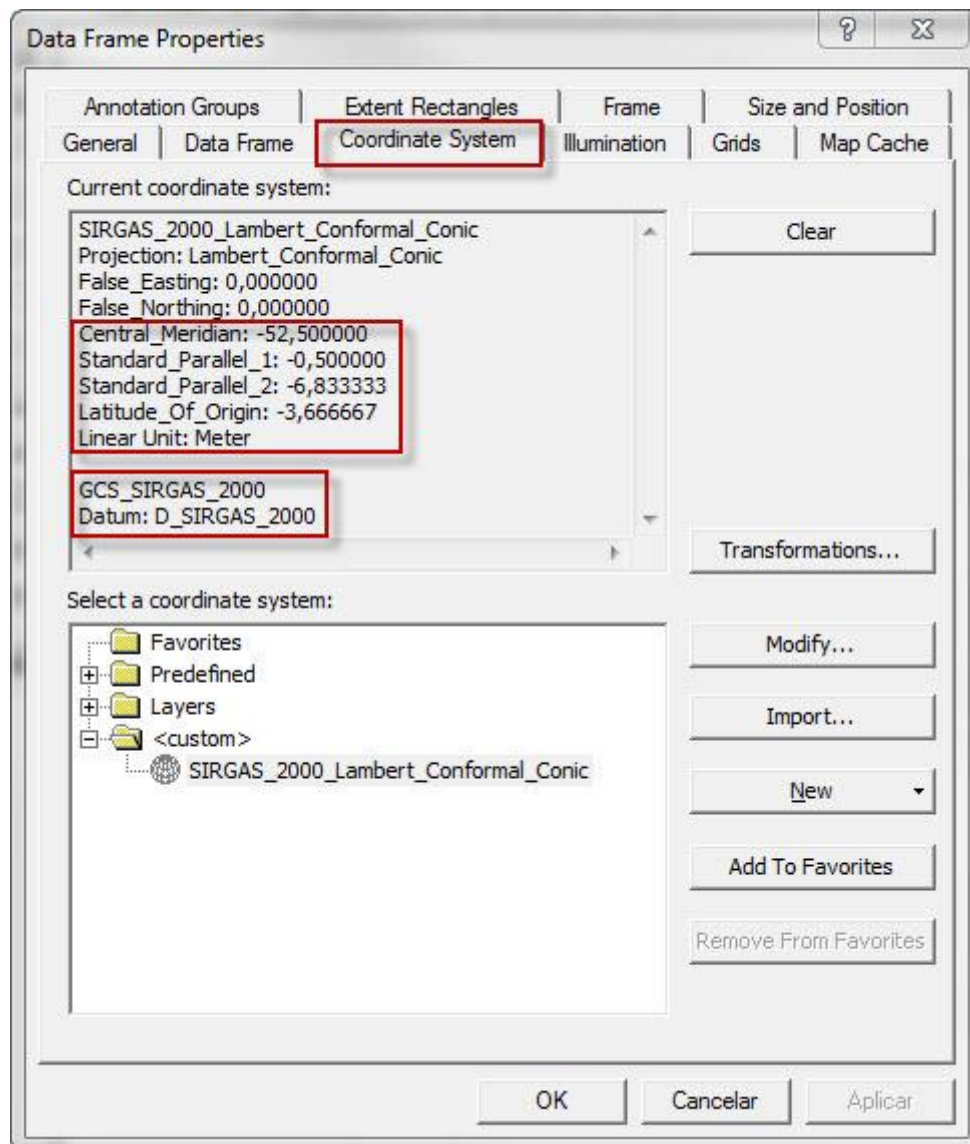 Data Frame Properties
Annotation Groups Extent Rectangles Frame Size and Position
General Data Frame Coordinate System Illumination Grids Map Cache
Current coordinate system:
SIRGAS_2000_Lambert_Conformal_Conic
Projection: Lambert_Conformal_Conic
False_Easting: 0,000000
False_Northing: 0,000000
Central_Meridian: -52,500000
Standard_Parallel_1: -0,500000
Standard_Parallel_2: -6,833333
Latitude_Of_Origin: -3,666667
Linear Unit: Meter
GCS_SIRGAS_2000
Datum: D_SIRGAS_2000
Clear
Transformations...
Select a coordinate system:
Favorites
Predefined
Layers
<custom>
SIRGAS_2000_Lambert_Conformal_Conic
Modify...
Import...
New
Add To Favorites
Remove From Favorites
OK Cancelar Aplicar